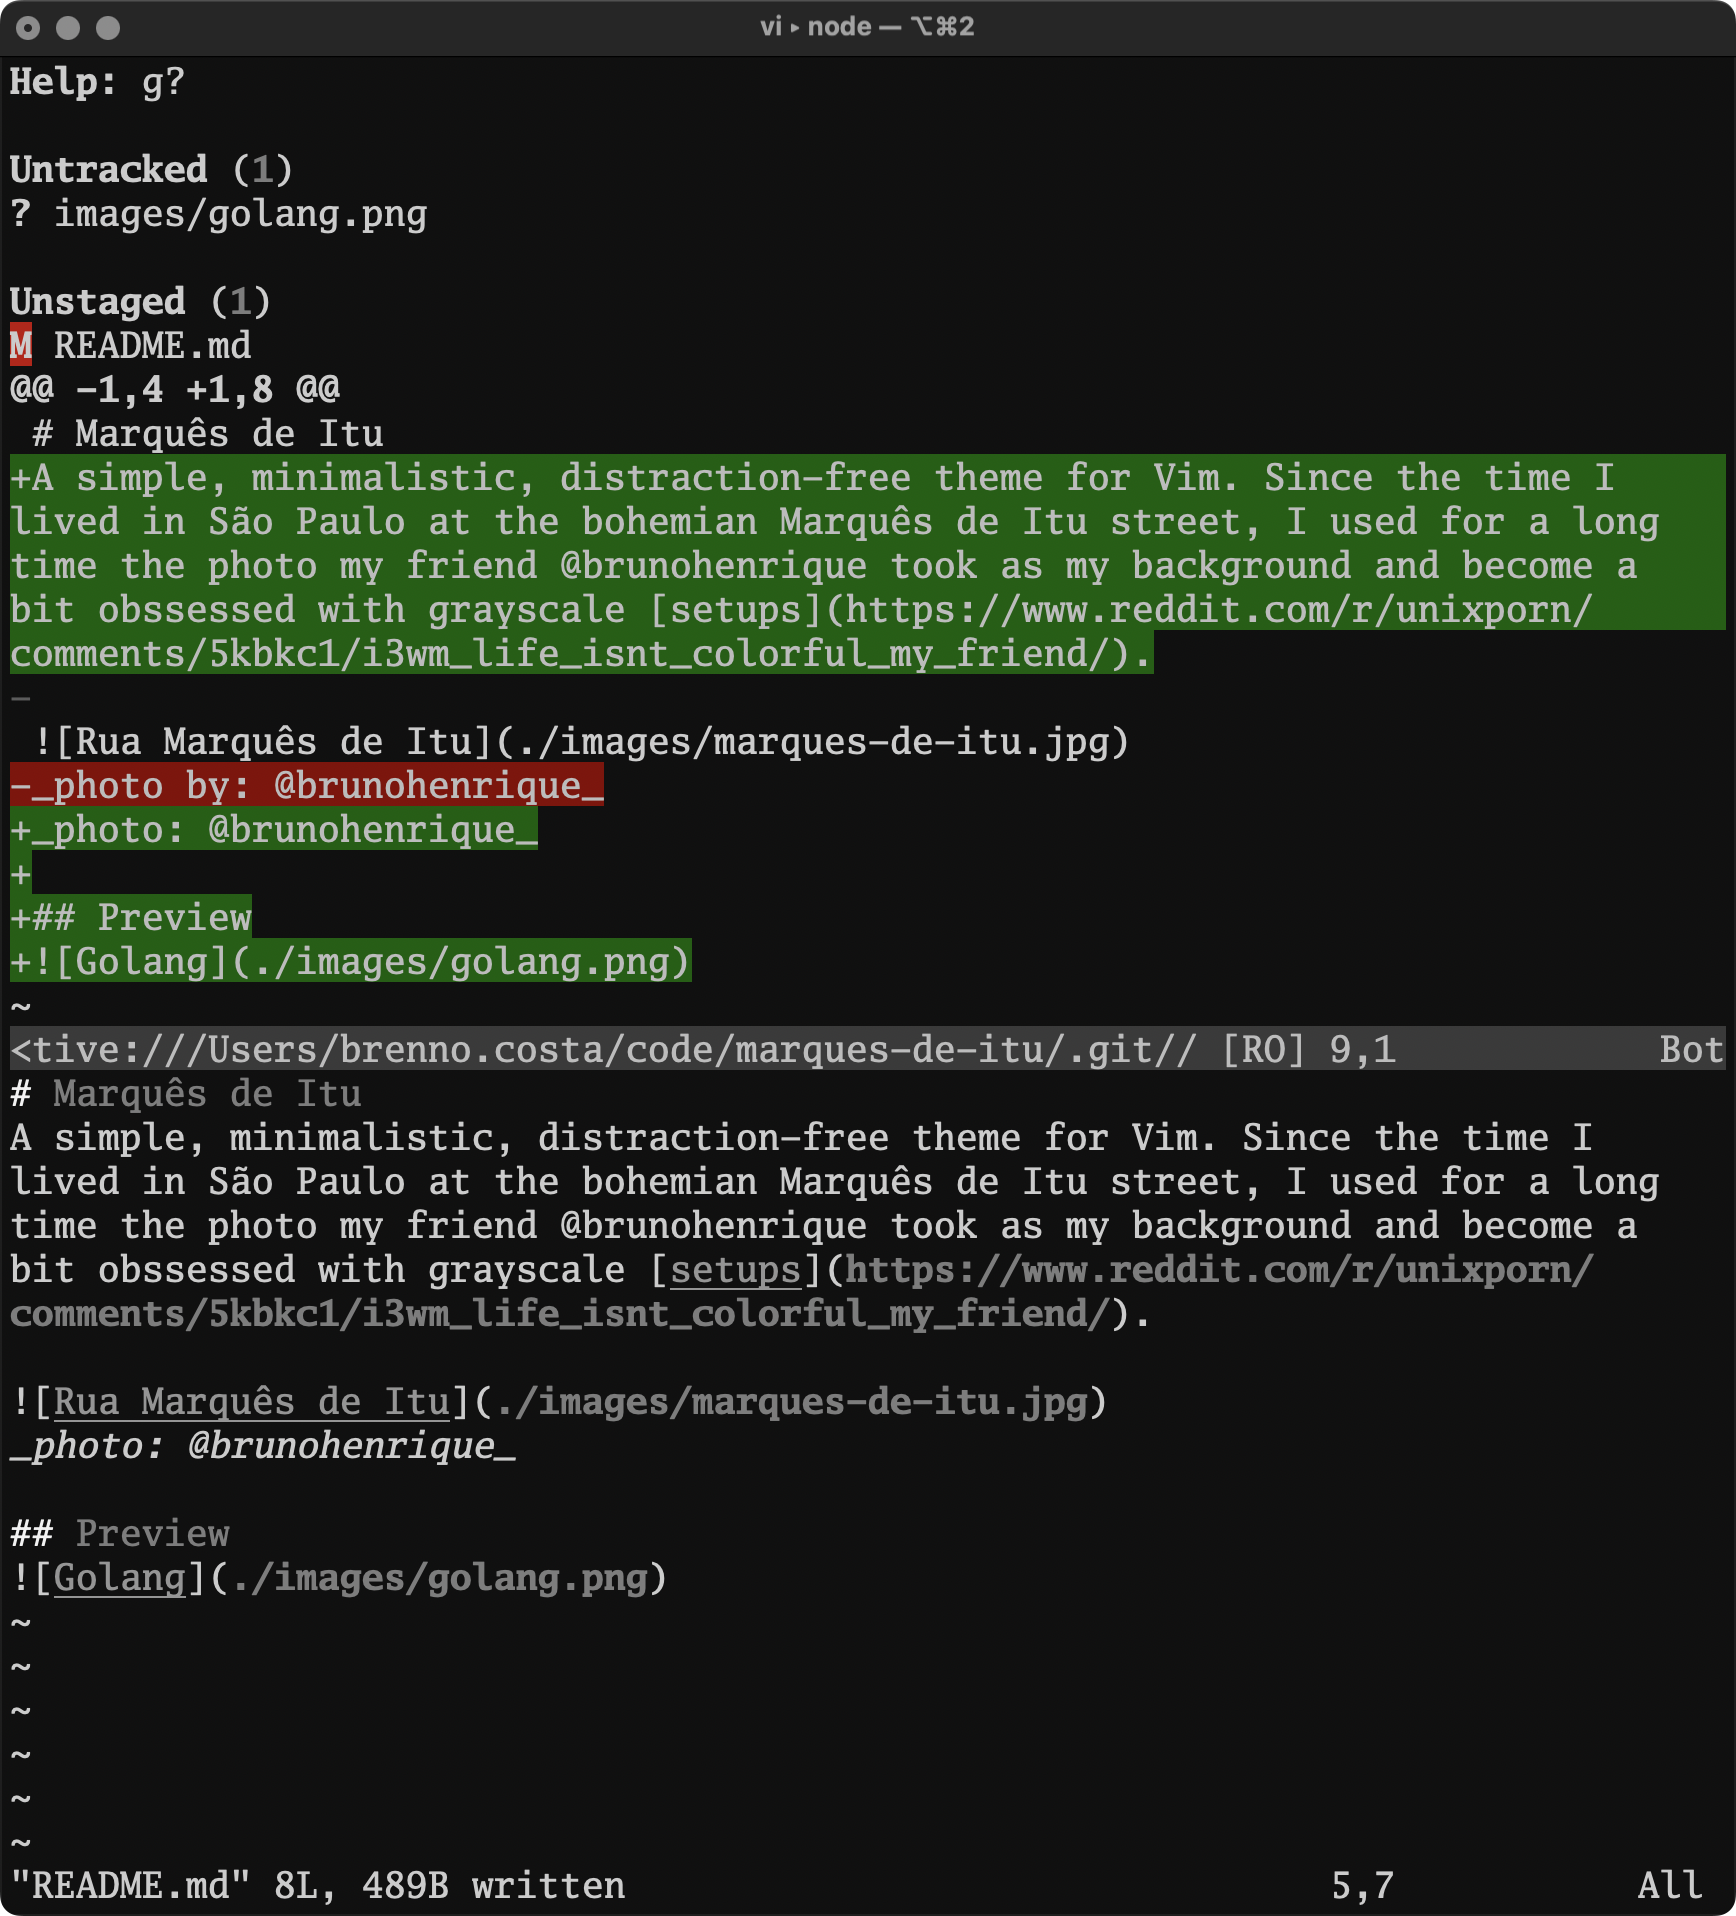 vi ▸ node — ⌥⌘2
Help: g?
Untracked (1)
? images/golang.png
Unstaged (1)
M README.md
@@ -1,4 +1,8 @@
 # Marquês de Itu
+A simple, minimalistic, distraction-free theme for Vim. Since the time I
lived in São Paulo at the bohemian Marquês de Itu street, I used for a long
time the photo my friend @brunohenrique took as my background and become a
bit obssessed with grayscale [setups](https://www.reddit.com/r/unixporn/
comments/5kbkc1/i3wm_life_isnt_colorful_my_friend/).
-
 ![Rua Marquês de Itu](./images/marques-de-itu.jpg)
-_photo by: @brunohenrique_
+_photo: @brunohenrique_
+
+## Preview
+![Golang](./images/golang.png)
~
<tive:///Users/brenno.costa/code/marques-de-itu/.git// [RO] 9,1 Bot
# Marquês de Itu
A simple, minimalistic, distraction-free theme for Vim. Since the time I
lived in São Paulo at the bohemian Marquês de Itu street, I used for a long
time the photo my friend @brunohenrique took as my background and become a
bit obssessed with grayscale [setups](https://www.reddit.com/r/unixporn/
comments/5kbkc1/i3wm_life_isnt_colorful_my_friend/).
![Rua Marquês de Itu](./images/marques-de-itu.jpg)
_photo: @brunohenrique_
## Preview
![Golang](./images/golang.png)
~
~
~
~
~
~
"README.md" 8L, 489B written 5,7 All